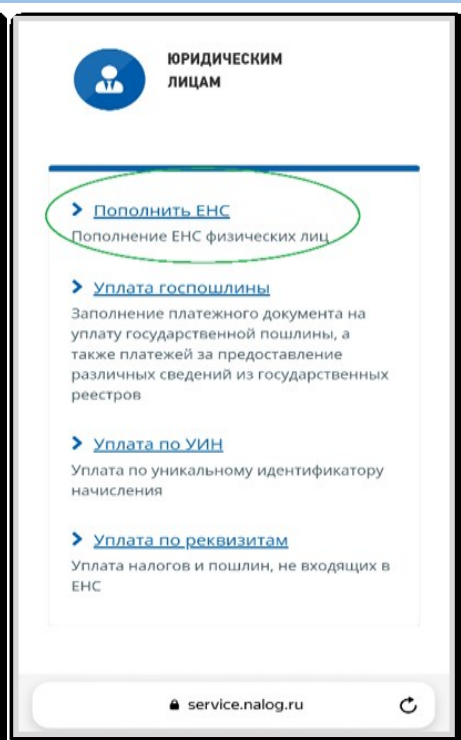 ЮРИДИЧЕСКИМ
ЛИЦАМ
Пополнить ЕНС
Пополнение ЕНС физических лиц
Уплата госпошлины
Заполнение платежного документа на
уплату государственной пошлины, а
также платежей за предоставление
различных сведений из государственных
реестров
Уплата по УИН
Уплата по уникальному идентификатору
начисления
Уплата по реквизитам
Уплата налогов и пошлин, не входящих в
ЕНС
service.nalog.ru